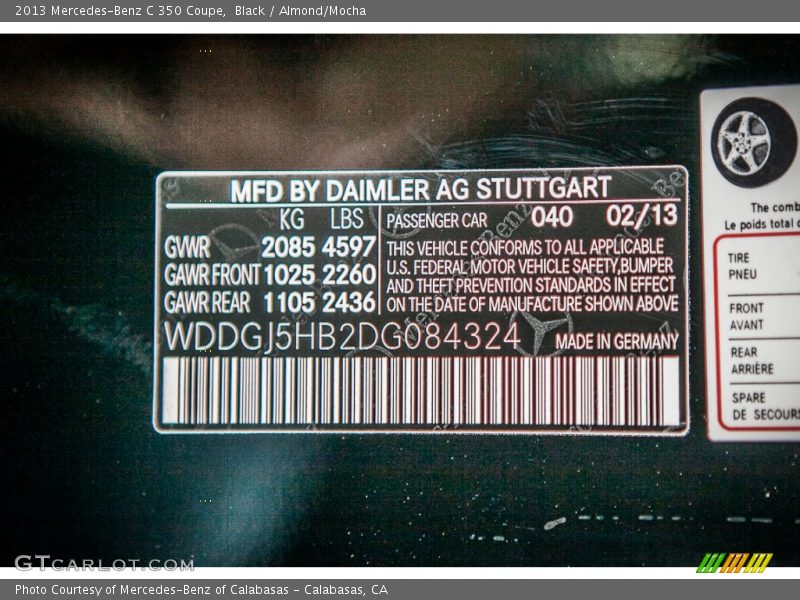 2013 Mercedes-Benz C 350 Coupe, Black / Almond/Mocha
MFD BY DAIMLER AG STUTTGART
KG LBS
GWR 2085 4597
GAWR FRONT 1025 2260
GAWR REAR 1105 2436
PASSENGER CAR 040 02/13
THIS VEHICLE CONFORMS TO ALL APPLICABLE
U.S. FEDERAL MOTOR VEHICLE SAFETY, BUMPER
AND THEFT PREVENTION STANDARDS IN EFFECT
ON THE DATE OF MANUFACTURE SHOWN ABOVE
WDDGJ5HB2DG084324 MADE IN GERMANY
The comb
Le poids total
TIRE
PNEU
FRONT
AVANT
REAR
ARRIÈRE
SPARE
DE SECOURS
GTCARLOT.COM
Photo Courtesy of Mercedes-Benz of Calabasas - Calabasas, CA